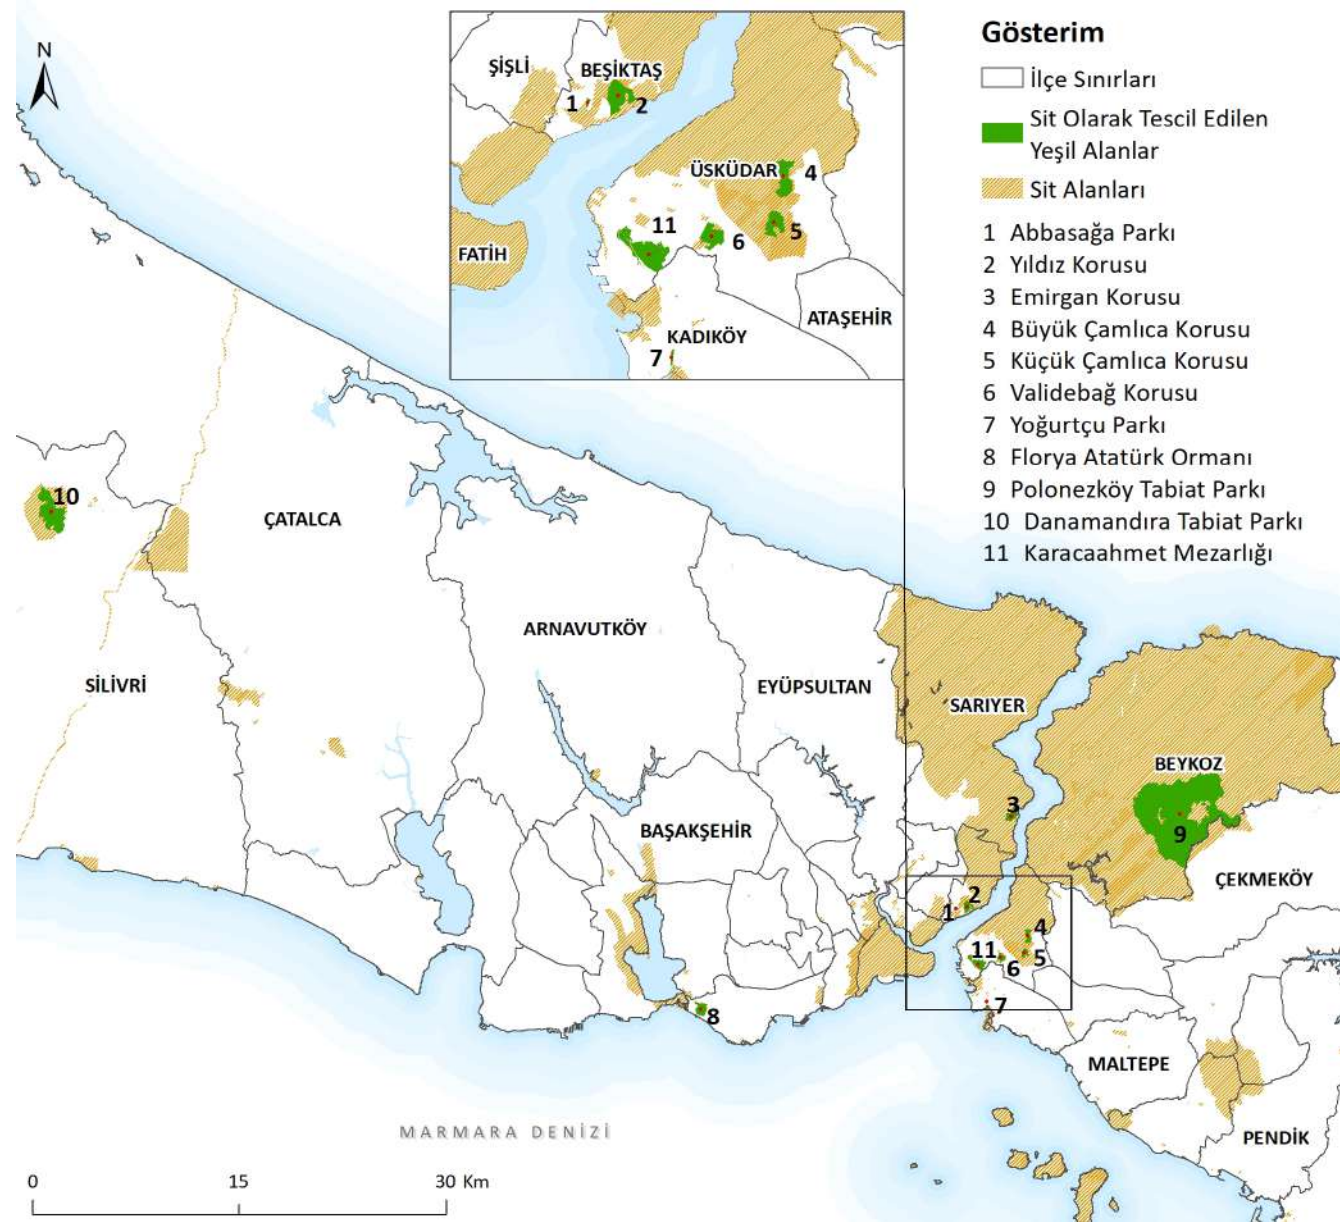 N
ŞİŞLİ
BEŞİKTAŞ
1
2
ÜSKÜDAR
4
11
6
5
FATİH
ATAŞEHİR
KADIKÖY
7
Gösterim
İlçe Sınırları
Sit Olarak Tescil Edilen
Yeşil Alanlar
Sit Alanları
1 Abbasağa Parkı
2 Yıldız Korusu
3 Emirgan Korusu
4 Büyük Çamlıca Korusu
5 Küçük Çamlıca Korusu
6 Validebağ Korusu
7 Yoğurtçu Parkı
8 Florya Atatürk Ormanı
9 Polonezköy Tabiat Parkı
10 Danamandıra Tabiat Parkı
11 Karacaahmet Mezarlığı
10
ÇATALCA
ARNAVUTKÖY
SİLİVRİ
EYÜPSULTAN
SARIYER
BEYKOZ
3
BAŞAKŞEHİR
9
ÇEKMEKÖY
2
1
4
11
5
6
7
8
MALTEPE
MARMARA DENİZİ
PENDİK
0 15 30 Km